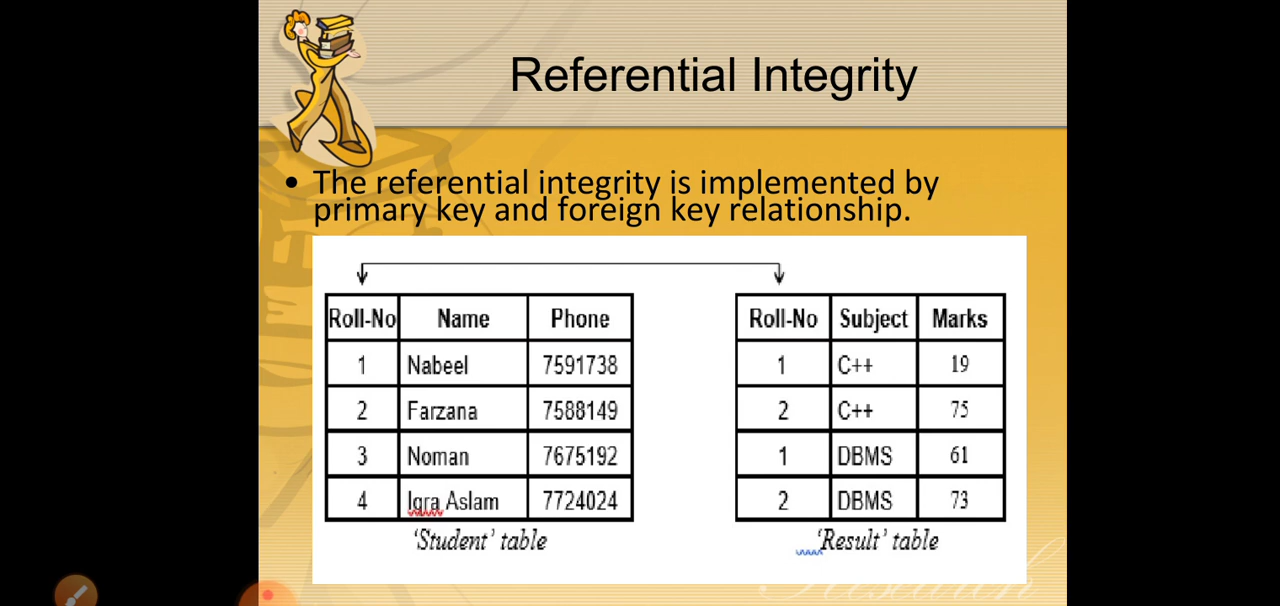 Referential Integrity
• The referential integrity is implemented by
primary key and foreign key relationship.
Roll-No Name Phone
1 Nabeel 7591738
2 Farzana 7588149
3 Noman 7675192
4 Iqra Aslam 7724024
‘Student’ table
Roll-No Subject Marks
1 C++ 19
2 C++ 75
1 DBMS 61
2 DBMS 73
‘Result’ table